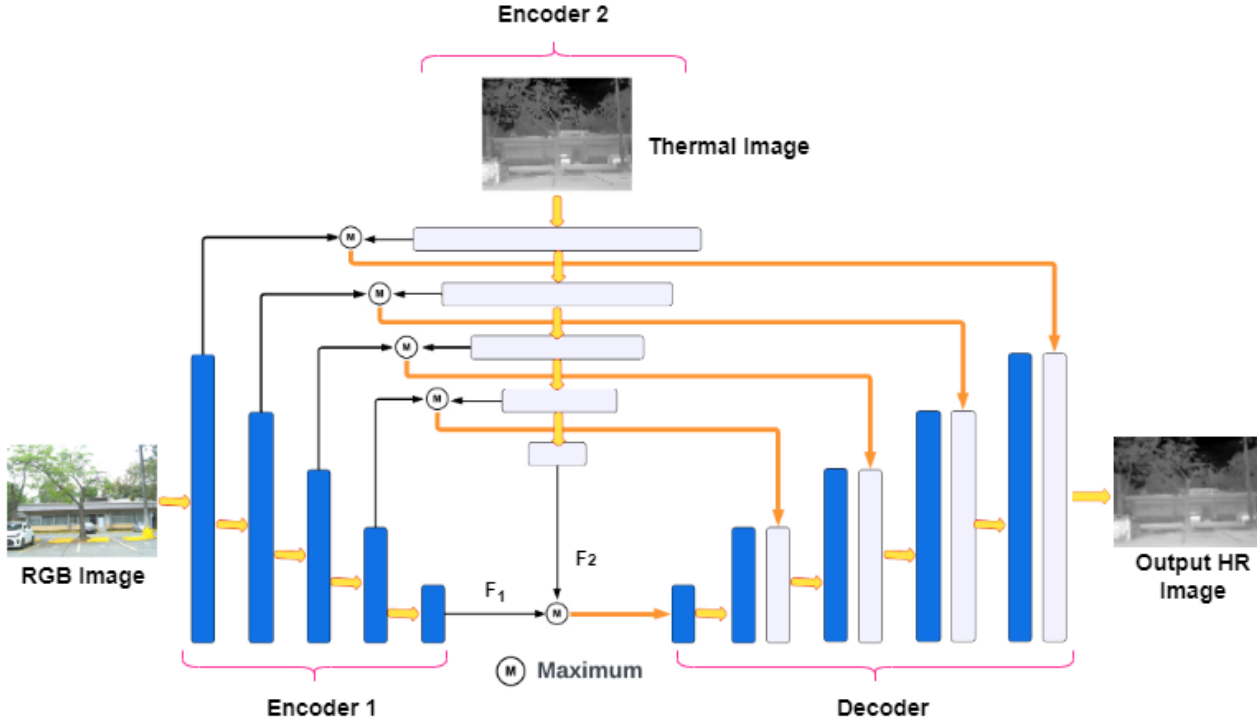 Encoder 2
Thermal Image
M
M
M
M
RGB Image
F1
F2
M
Output HR
Image
M Maximum
Encoder 1
Decoder